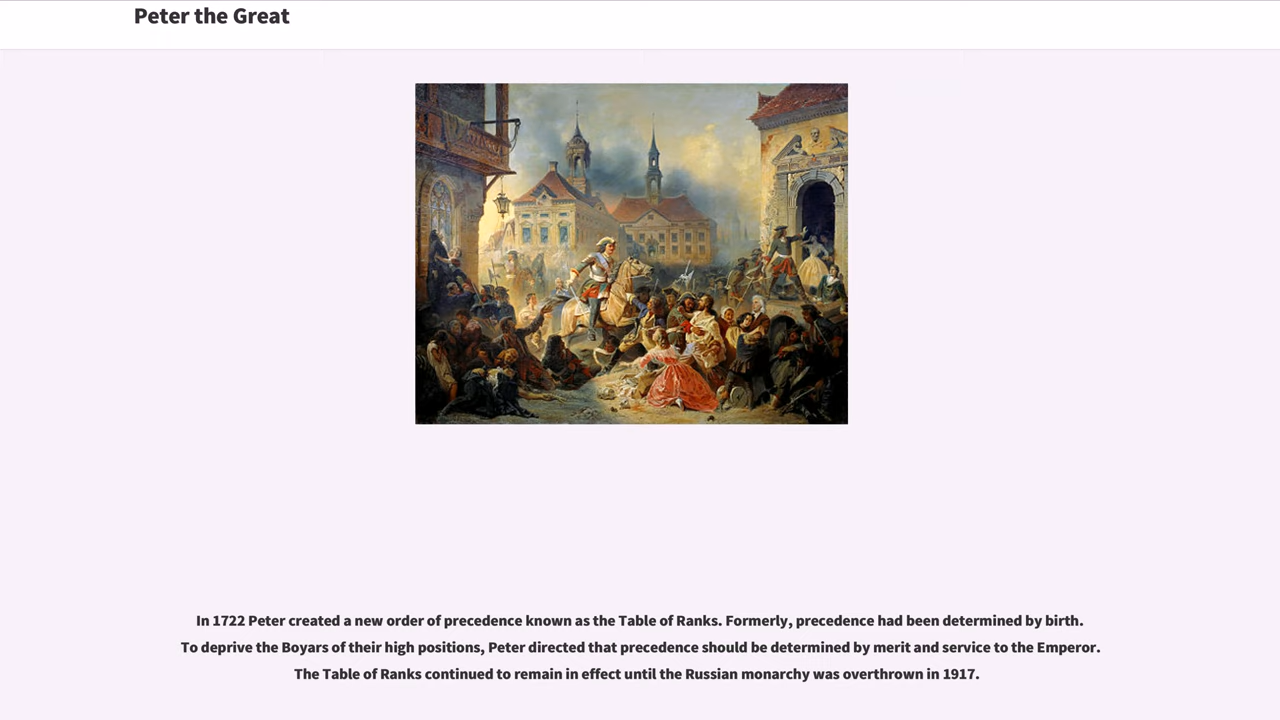 Peter the Great
In 1722 Peter created a new order of precedence known as the Table of Ranks. Formerly, precedence had been determined by birth.
To deprive the Boyars of their high positions, Peter directed that precedence should be determined by merit and service to the Emperor.
The Table of Ranks continued to remain in effect until the Russian monarchy was overthrown in 1917.